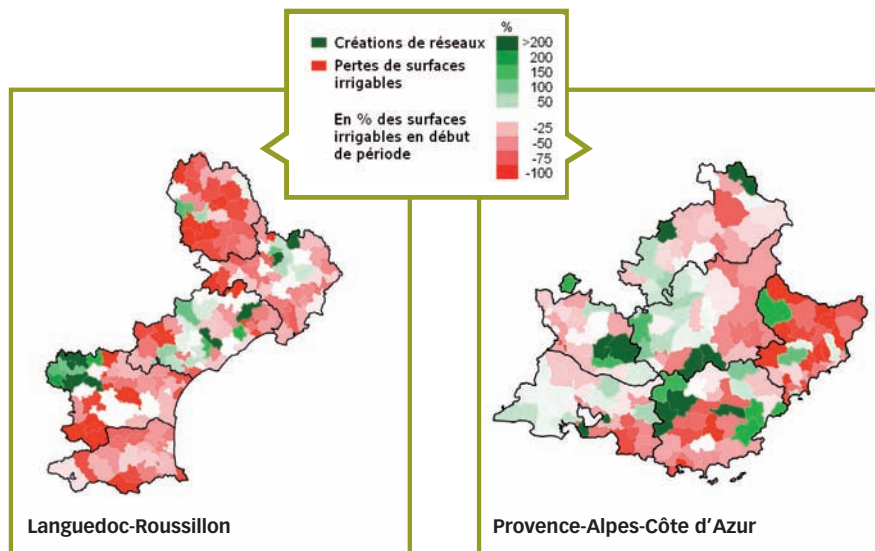 %
Créations de réseaux
Pertes de surfaces
irrigables
En % des surfaces
irrigables en début
de période
>200
200
150
100
50
-25
-50
-75
-100
Languedoc-Roussillon
Provence-Alpes-Côte d'Azur